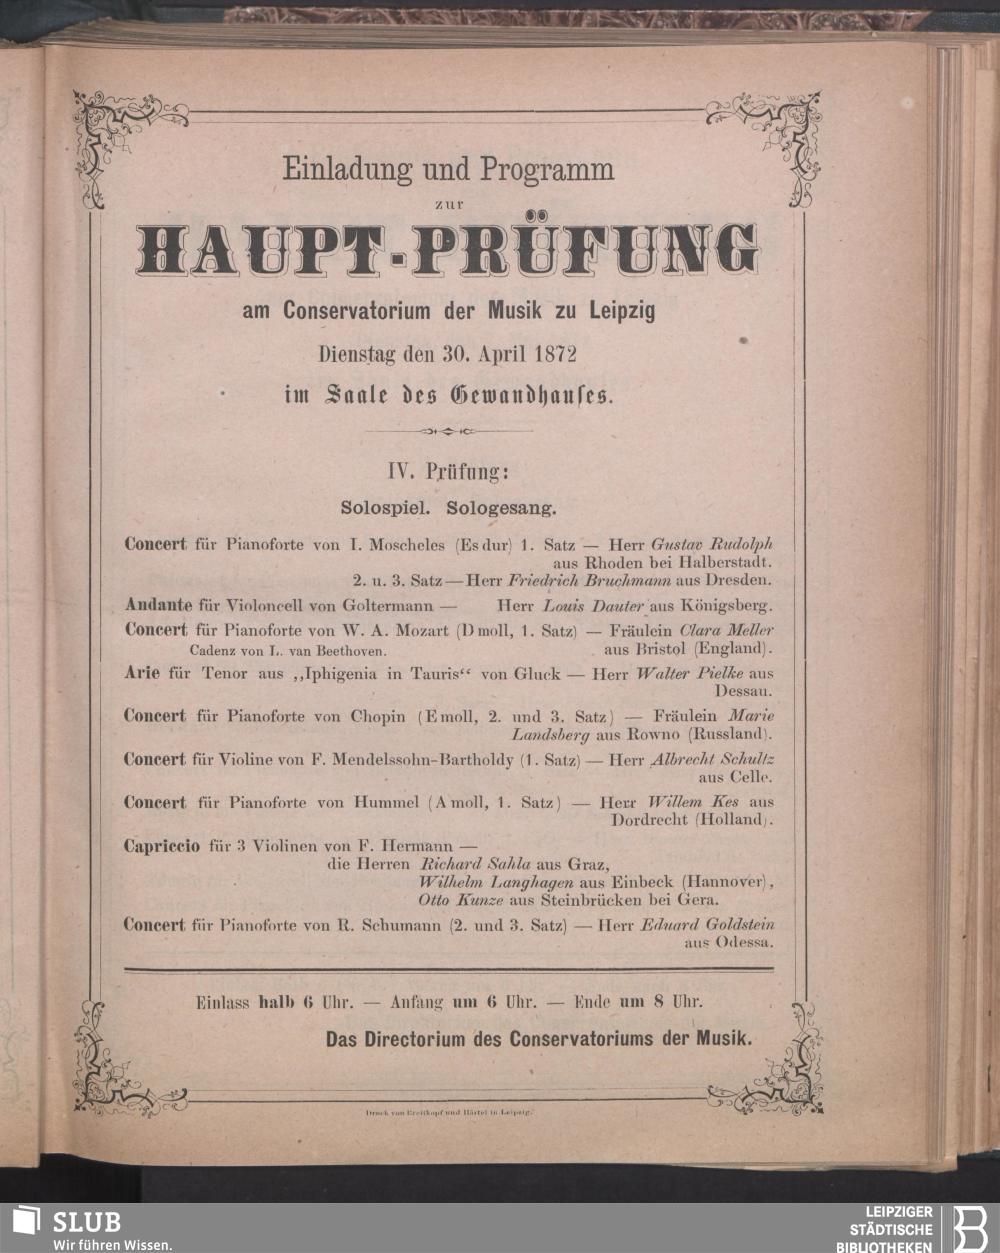 Einladung und Programm
zur
HAUPT-PRÜFUNG
am Conservatorium der Musik zu Leipzig
Dienstag den 30. April 1872
im Saale des Gewandhauses.
IV. Prüfung:
Solospiel. Sologesang.
Concert für Pianoforte von I. Moscheles (Es dur) 1. Satz — Herr Gustav Rudolph
aus Rhoden bei Halberstadt.
2. u. 3. Satz — Herr Friedrich Bruchmann aus Dresden.
Andante für Violoncell von Goltermann — Herr Louis Dauter aus Königsberg.
Concert für Pianoforte von W. A. Mozart (D moll, 1. Satz) — Fräulein Clara Meller
Cadenz von L. van Beethoven. aus Bristol (England).
Arie für Tenor aus „Iphigenia in Tauris“ von Gluck — Herr Walter Pielke aus
Dessau.
Concert für Pianoforte von Chopin (E moll, 2. und 3. Satz) — Fräulein Marie
Landsberg aus Rowno (Russland).
Concert für Violine von F. Mendelssohn-Bartholdy (1. Satz) — Herr Albrecht Schultz
aus Celle.
Concert für Pianoforte von Hummel (A moll, 1. Satz) — Herr Willem Kes aus
Dordrecht (Holland).
Capriccio für 3 Violinen von F. Hermann —
die Herren Richard Sahla aus Graz,
Wilhelm Langhagen aus Einbeck (Hannover),
Otto Kunze aus Steinbrücken bei Gera.
Concert für Pianoforte von R. Schumann (2. und 3. Satz) — Herr Eduard Goldstein
aus Odessa.
Einlass halb 6 Uhr. — Anfang um 6 Uhr. — Ende um 8 Uhr.
Das Directorium des Conservatoriums der Musik.
Druck von Breitkopf und Härtel in Leipzig.
SLUB
Wir führen Wissen.
LEIPZIGER
STÄDTISCHE
BIBLIOTHEKEN